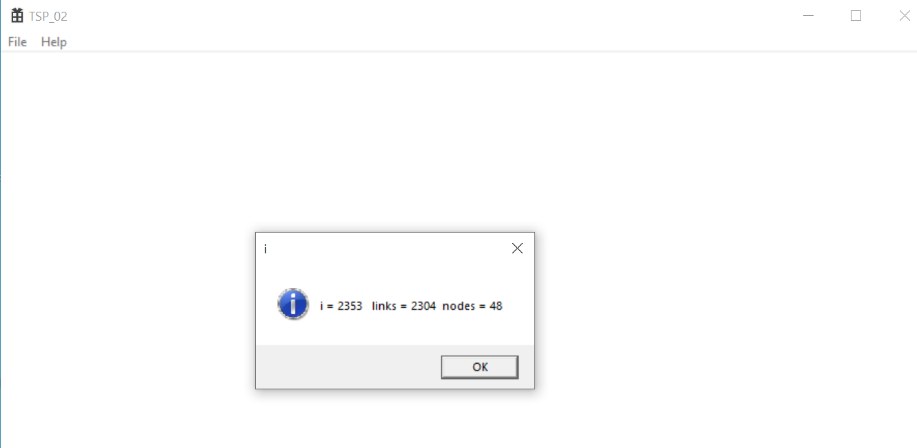 TSP_02
File Help
i
i = 2353 links = 2304 nodes = 48
OK